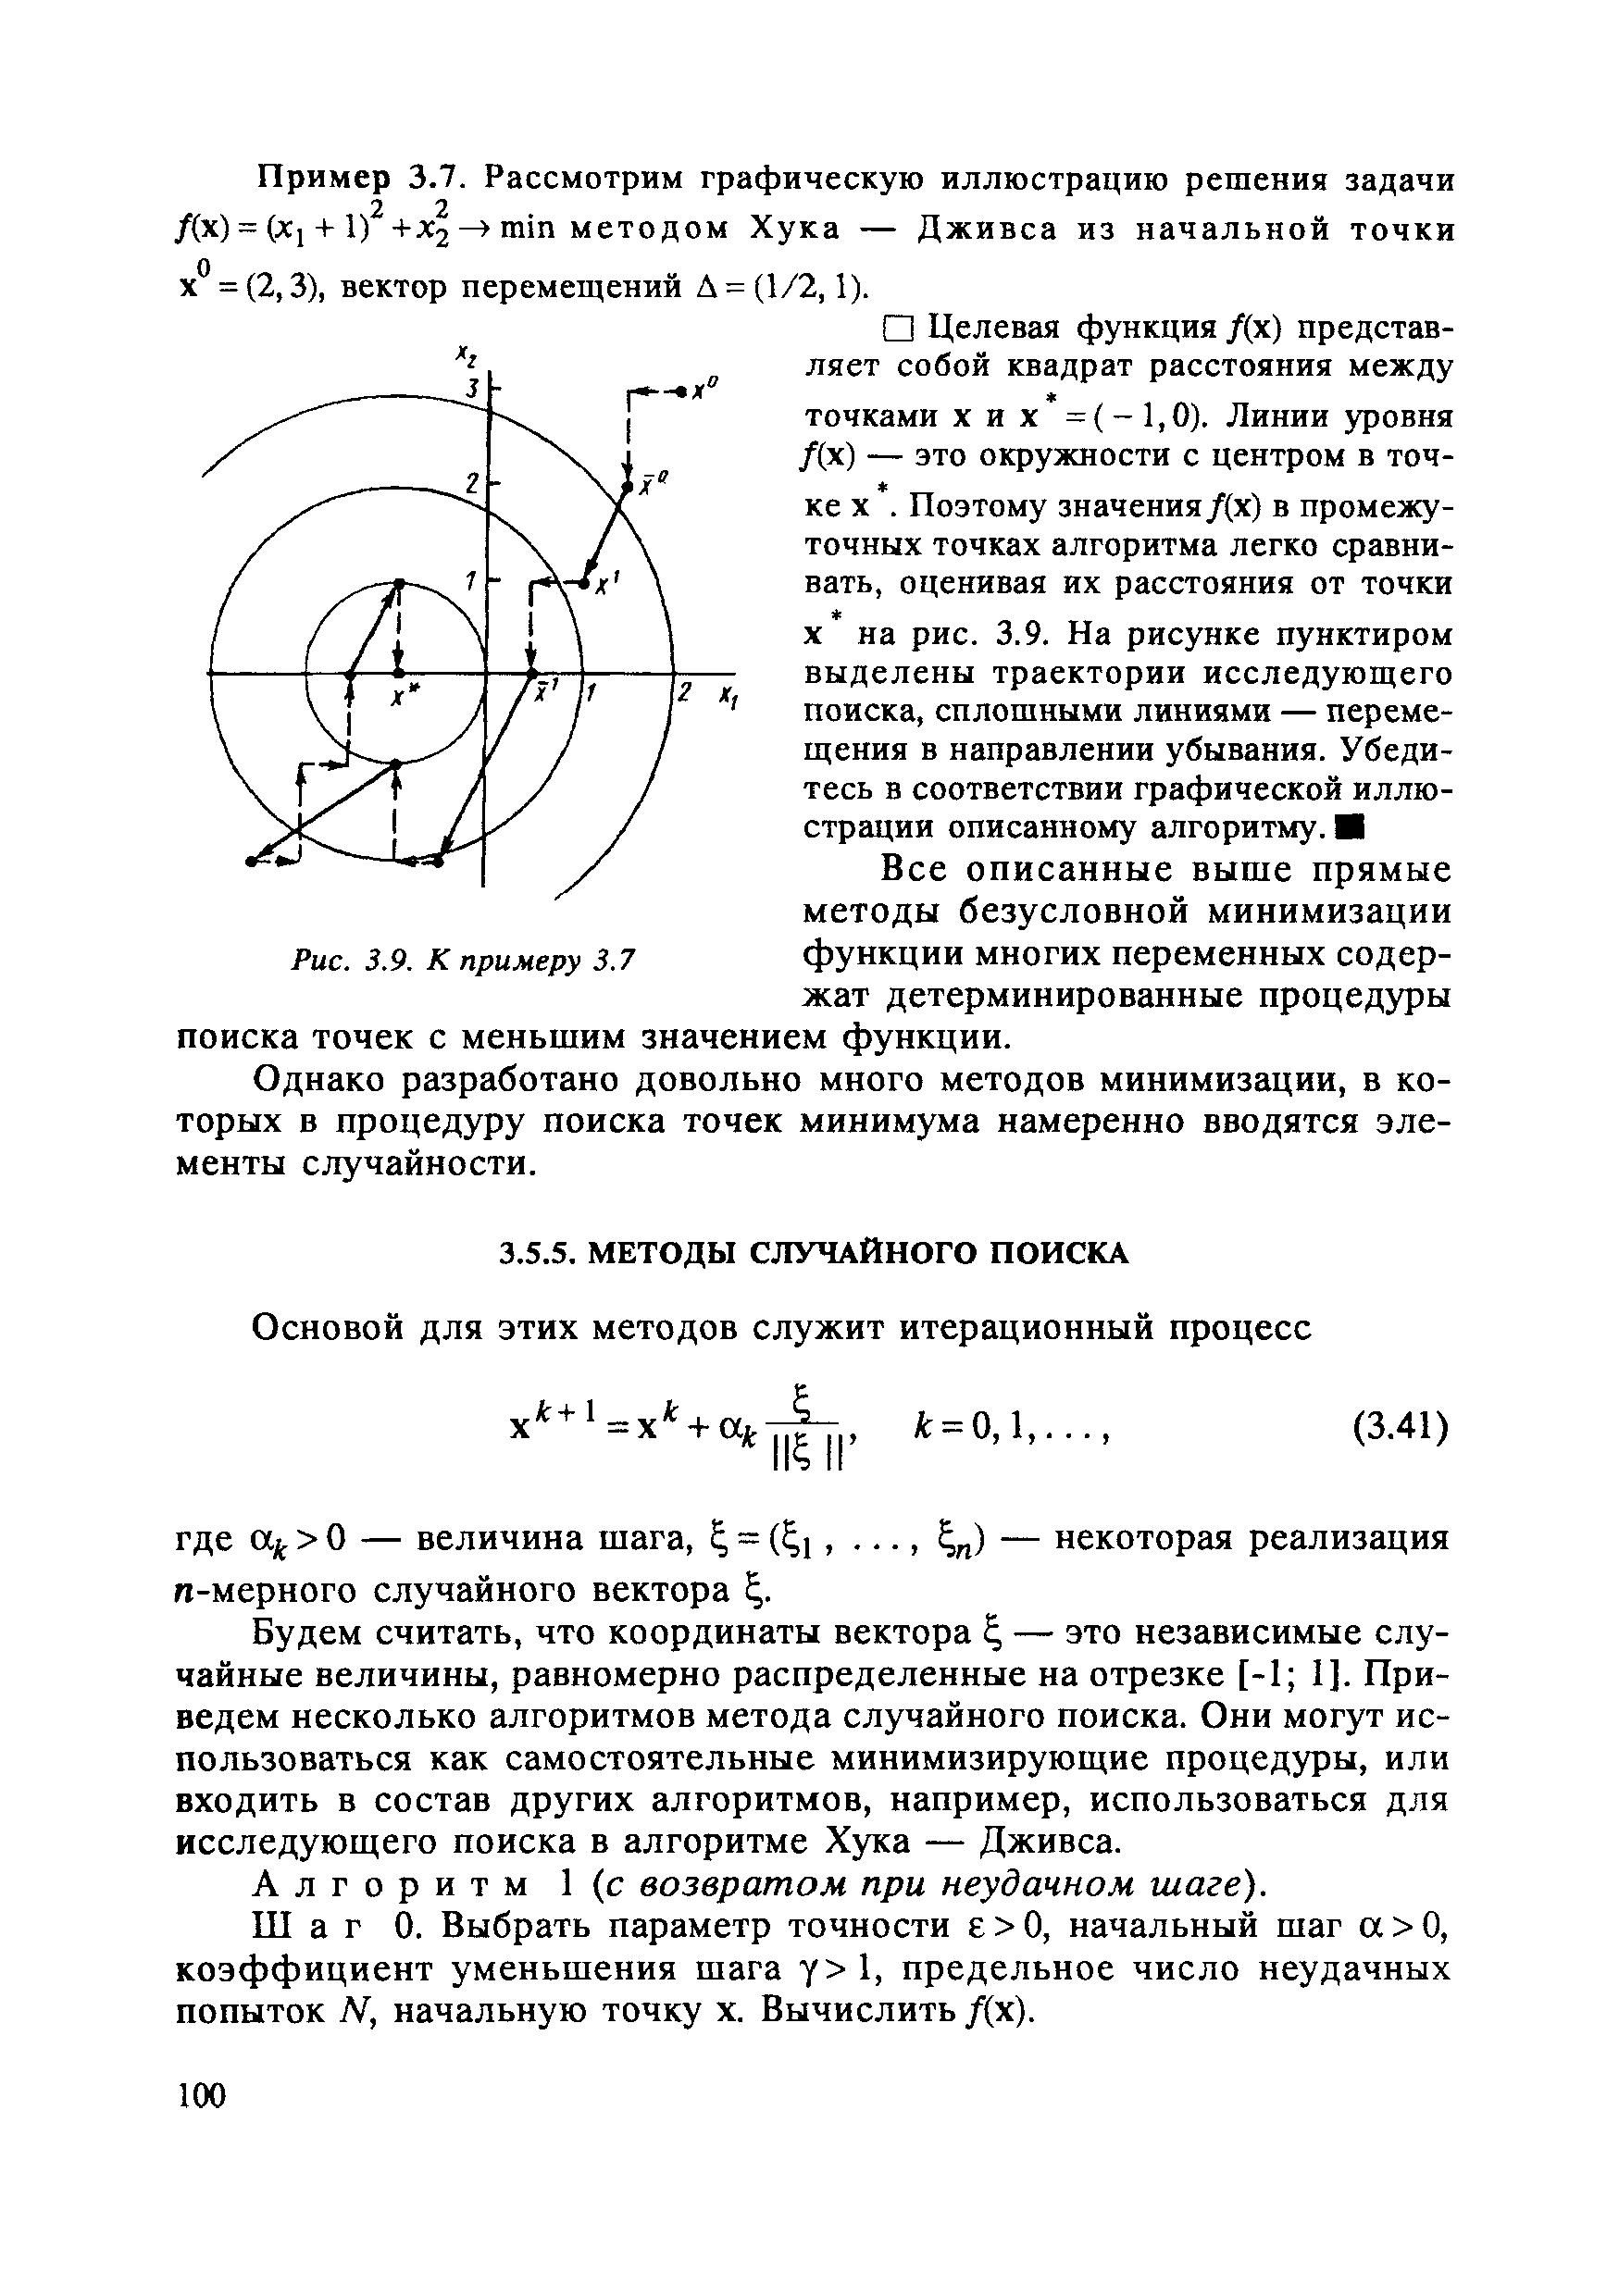 Пример 3.7. Рассмотрим графическую иллюстрацию решения задачи
f(x) = (x₁ + 1)² + x₂² → min методом Хука — Дживса из начальной точки
x⁰ = (2, 3), вектор перемещений Δ = (1/2, 1).
□ Целевая функция f(x) представ-
ляет собой квадрат расстояния между
точками x и x* = (− 1, 0). Линии уровня
f(x) — это окружности с центром в точ-
ке x*. Поэтому значения f(x) в промежу-
точных точках алгоритма легко сравни-
вать, оценивая их расстояния от точки
x* на рис. 3.9. На рисунке пунктиром
выделены траектории исследующего
поиска, сплошными линиями — переме-
щения в направлении убывания. Убеди-
тесь в соответствии графической иллю-
страции описанному алгоритму. ■
x₂
3
x⁰
2
x̄⁰
1
x¹
x*
x̄¹
1
2
x₁
Рис. 3.9. К примеру 3.7
Все описанные выше прямые
методы безусловной минимизации
функции многих переменных содер-
жат детерминированные процедуры
поиска точек с меньшим значением функции.
Однако разработано довольно много методов минимизации, в ко-
торых в процедуру поиска точек минимума намеренно вводятся эле-
менты случайности.
3.5.5. МЕТОДЫ СЛУЧАЙНОГО ПОИСКА
Основой для этих методов служит итерационный процесс
xᵏ⁺¹ = xᵏ + αₖ ξ / ||ξ||, k = 0, 1, . . . , (3.41)
где αₖ > 0 — величина шага, ξ = (ξ₁ , . . . , ξₙ) — некоторая реализация
n-мерного случайного вектора ξ.
Будем считать, что координаты вектора ξ — это независимые слу-
чайные величины, равномерно распределенные на отрезке [-1; 1]. При-
ведем несколько алгоритмов метода случайного поиска. Они могут ис-
пользоваться как самостоятельные минимизирующие процедуры, или
входить в состав других алгоритмов, например, использоваться для
исследующего поиска в алгоритме Хука — Дживса.
А л г о р и т м 1 (с возвратом при неудачном шаге).
Ш а г 0. Выбрать параметр точности ε > 0, начальный шаг α > 0,
коэффициент уменьшения шага γ > 1, предельное число неудачных
попыток N, начальную точку x. Вычислить f(x).
100